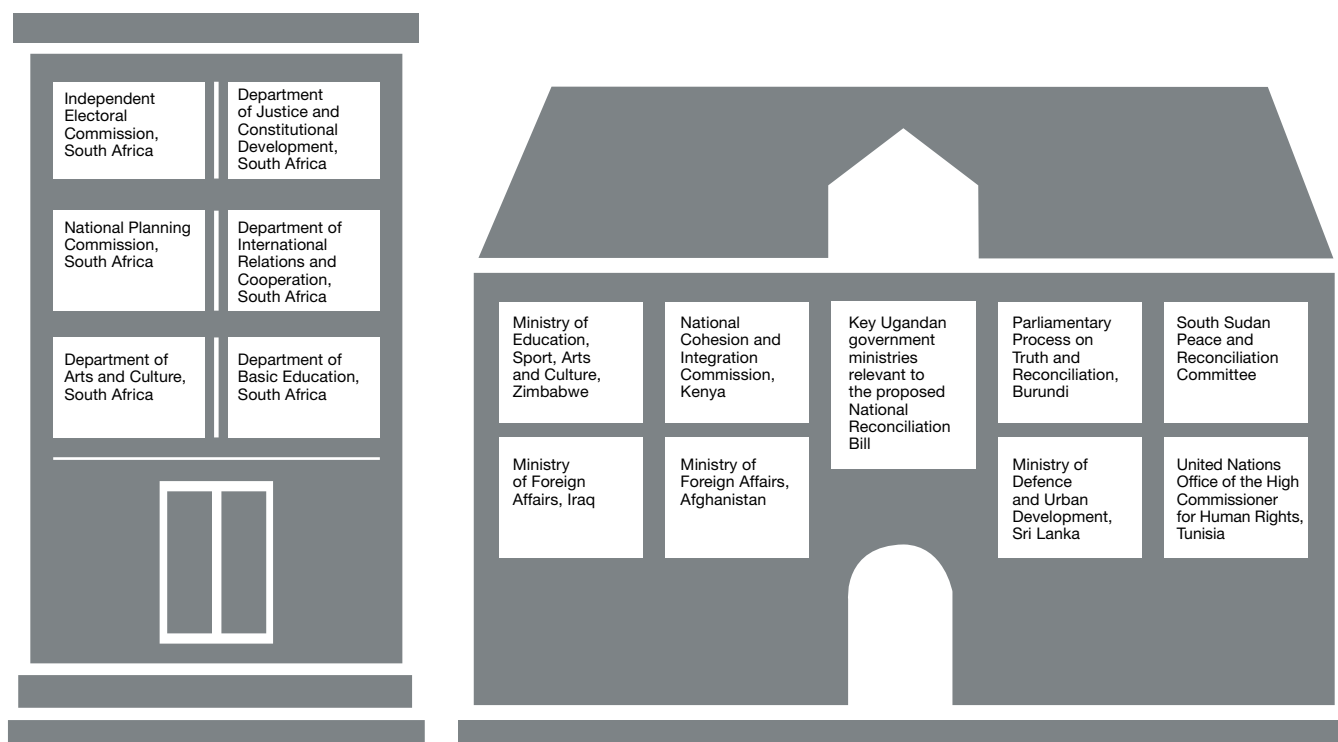 Independent
Electoral
Commission,
South Africa
Department
of Justice and
Constitutional
Development,
South Africa
National Planning
Commission,
South Africa
Department of
International
Relations and
Cooperation,
South Africa
Department of
Arts and Culture,
South Africa
Department of
Basic Education,
South Africa
Ministry of
Education,
Sport, Arts
and Culture,
Zimbabwe
National
Cohesion and
Integration
Commission,
Kenya
Key Ugandan
government
ministries
relevant to
the proposed
National
Reconciliation
Bill
Parliamentary
Process on
Truth and
Reconciliation,
Burundi
South Sudan
Peace and
Reconciliation
Committee
Ministry
of Foreign
Affairs, Iraq
Ministry of
Foreign Affairs,
Afghanistan
Ministry of
Defence
and Urban
Development,
Sri Lanka
United Nations
Office of the High
Commissioner
for Human Rights,
Tunisia